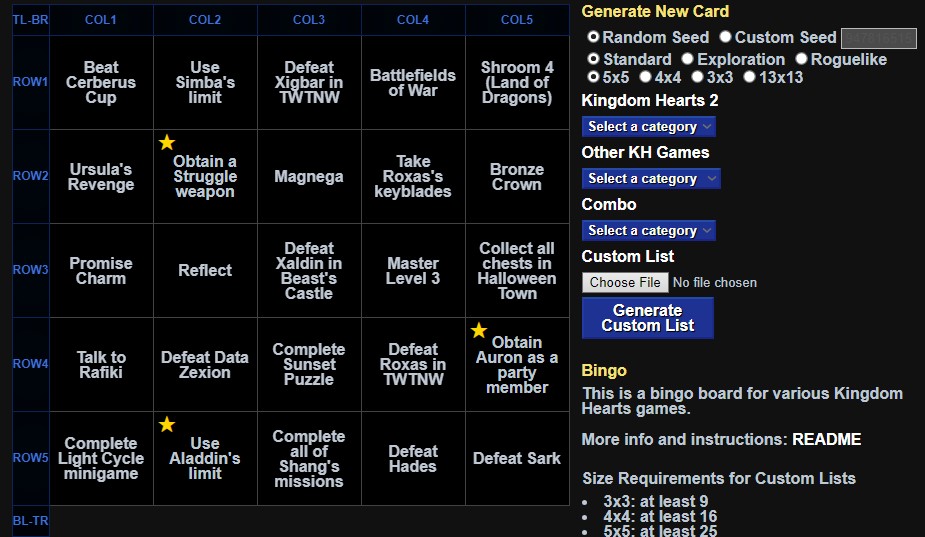 TL-BR COL1 COL2 COL3 COL4 COL5
ROW1
Beat
Cerberus
Cup
Use
Simba's
limit
Defeat
Xigbar in
TWTNW
Battlefields
of War
Shroom 4
(Land of
Dragons)
ROW2
Ursula's
Revenge
Obtain a
Struggle
weapon
Magnega
Take
Roxas's
keyblades
Bronze
Crown
ROW3
Promise
Charm
Reflect
Defeat
Xaldin in
Beast's
Castle
Master
Level 3
Collect all
chests in
Halloween
Town
ROW4
Talk to
Rafiki
Defeat Data
Zexion
Complete
Sunset
Puzzle
Defeat
Roxas in
TWTNW
Obtain
Auron as a
party
member
ROW5
Complete
Light Cycle
minigame
Use
Aladdin's
limit
Complete
all of
Shang's
missions
Defeat
Hades
Defeat Sark
BL-TR
Generate New Card
Random Seed Custom Seed
Standard Exploration Roguelike
5x5 4x4 3x3 13x13
Kingdom Hearts 2
Select a category
Other KH Games
Select a category
Combo
Select a category
Custom List
Choose File No file chosen
Generate
Custom List
Bingo
This is a bingo board for various Kingdom
Hearts games.
More info and instructions: README
Size Requirements for Custom Lists
• 3x3: at least 9
• 4x4: at least 16
• 5x5: at least 25